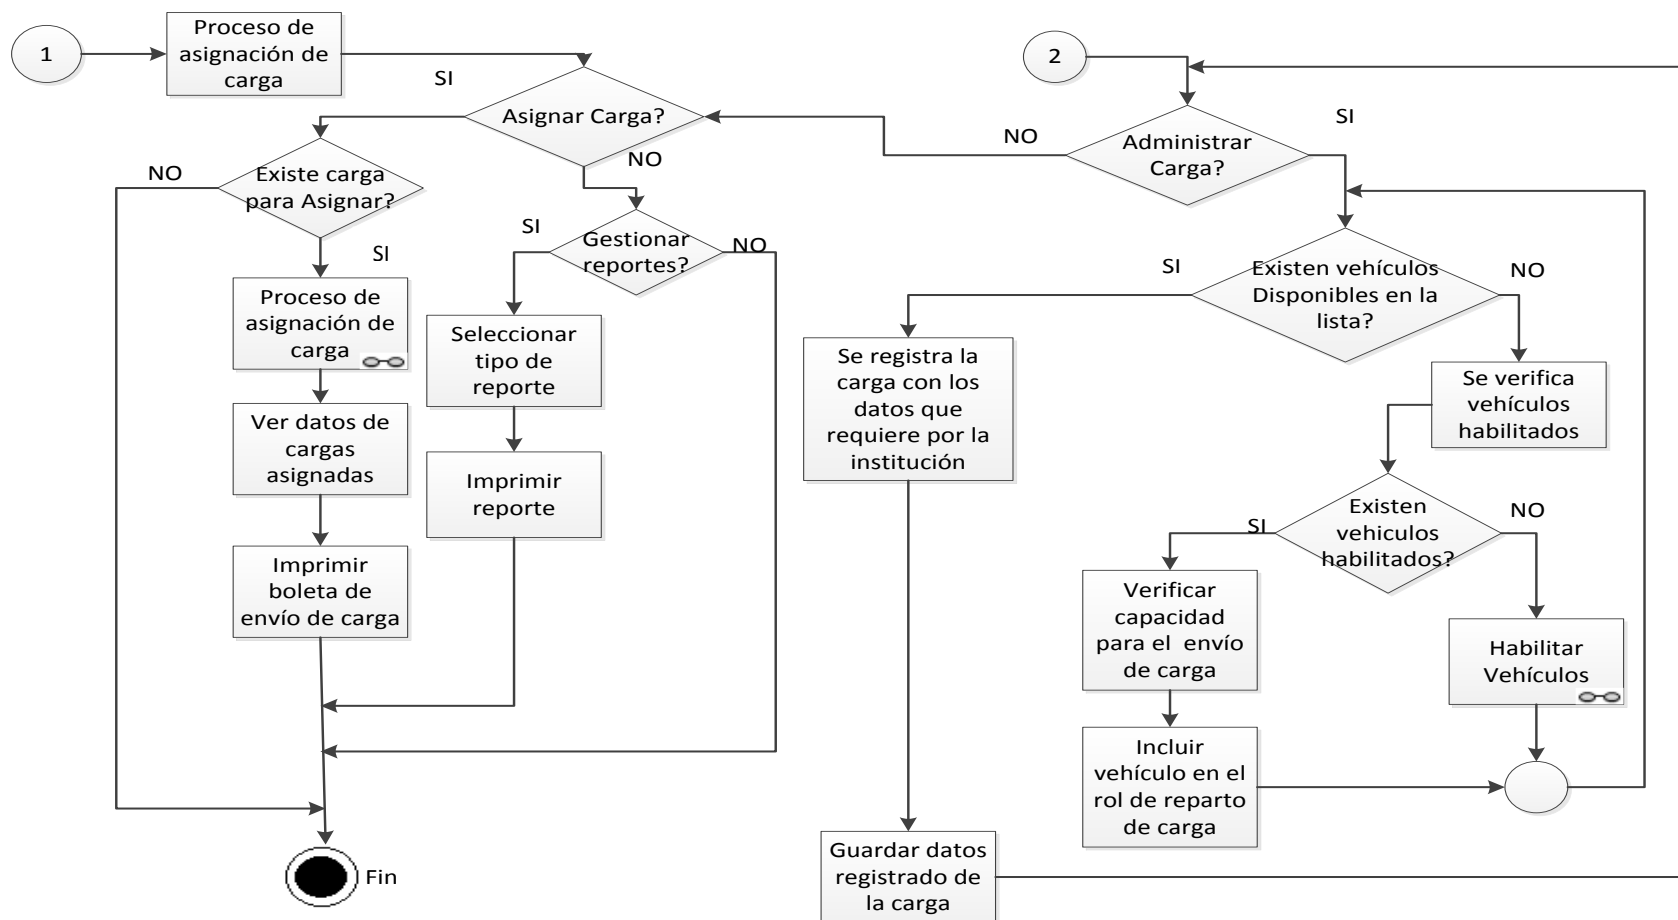 1
Proceso de
asignación de
carga
SI
Asignar Carga?
NO
NO
Existe carga
para Asignar?
SI
Proceso de
asignación de
carga
Ver datos de
cargas
asignadas
Imprimir
boleta de
envío de carga
Fin
SI
Gestionar
reportes?
NO
Seleccionar
tipo de
reporte
Imprimir
reporte
2
NO
Administrar
Carga?
SI
SI
Existen vehículos
Disponibles en la
lista?
NO
Se registra la
carga con los
datos que
requiere por la
institución
Se verifica
vehículos
habilitados
SI
Existen
vehiculos
habilitados?
NO
Verificar
capacidad
para el envío
de carga
Habilitar
Vehículos
Incluir
vehículo en el
rol de reparto
de carga
Guardar datos
registrado de
la carga